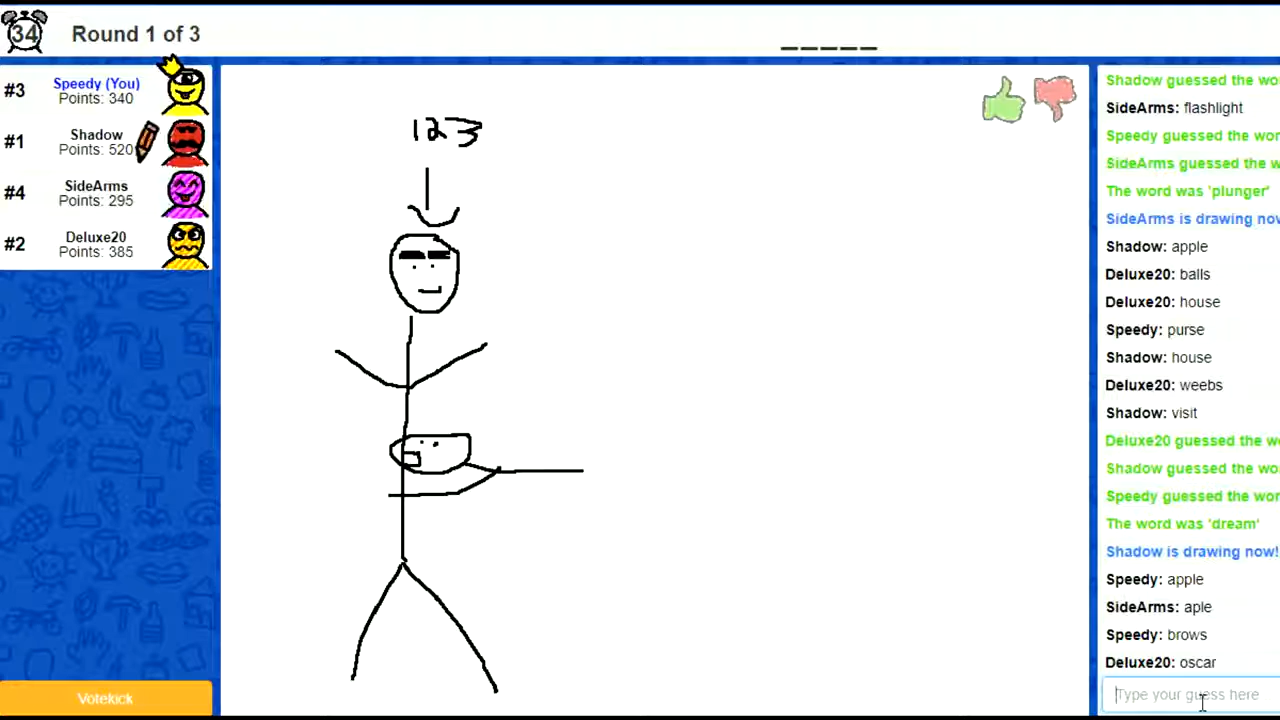 34
Round 1 of 3
_____
#3 Speedy (You)
Points: 340
#1 Shadow
Points: 520
#4 SideArms
Points: 295
#2 Deluxe20
Points: 385
Votekick
123
Shadow guessed the wo
SideArms: flashlight
Speedy guessed the wor
SideArms guessed the w
The word was 'plunger'
SideArms is drawing now
Shadow: apple
Deluxe20: balls
Deluxe20: house
Speedy: purse
Shadow: house
Deluxe20: weebs
Shadow: visit
Deluxe20 guessed the wo
Shadow guessed the wo
Speedy guessed the wor
The word was 'dream'
Shadow is drawing now!
Speedy: apple
SideArms: aple
Speedy: brows
Deluxe20: oscar
Type your guess here